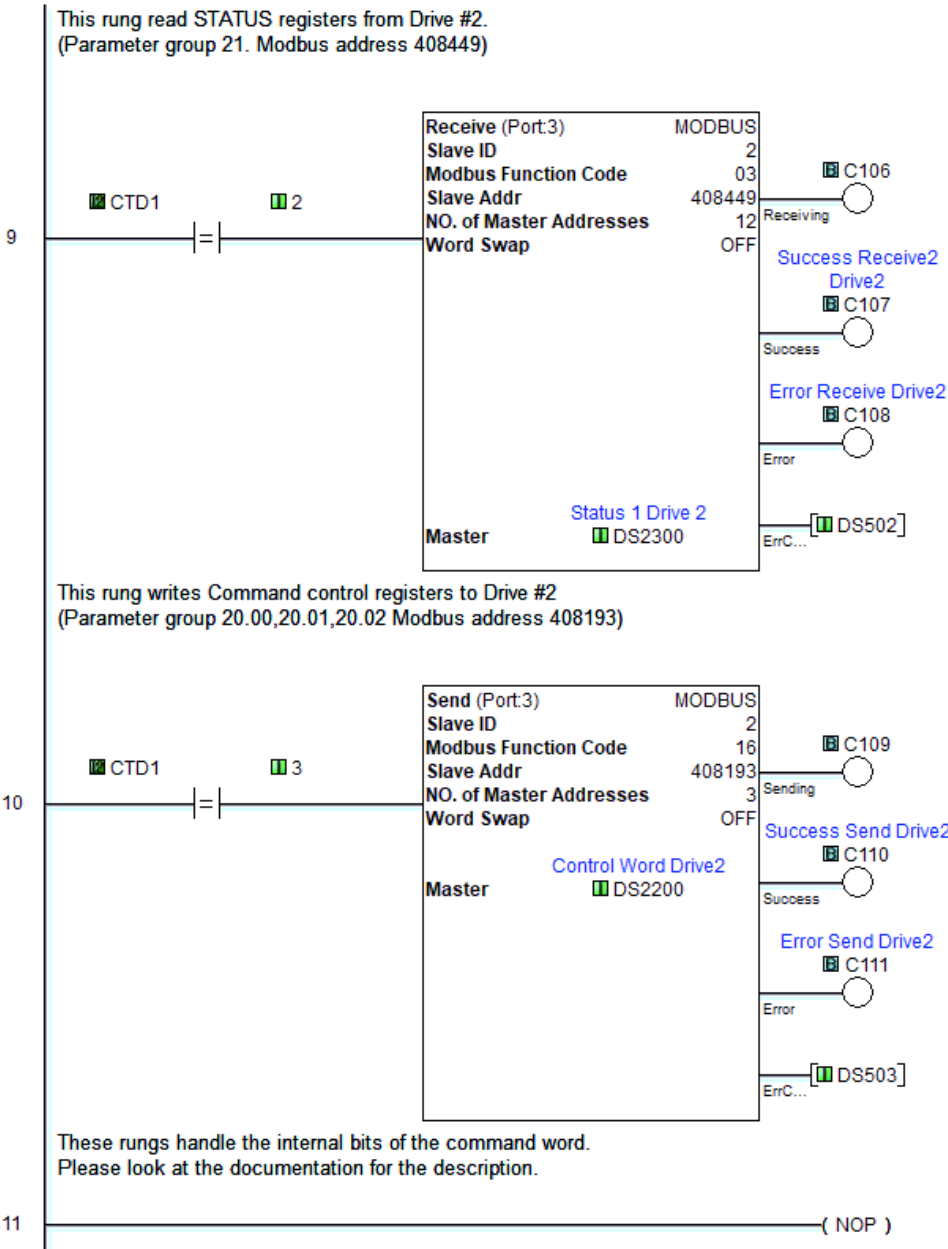 This rung read STATUS registers from Drive #2.
(Parameter group 21. Modbus address 408449)
Receive (Port:3) MODBUS
Slave ID 2
Modbus Function Code 03
Slave Addr 408449
NO. of Master Addresses 12
Word Swap OFF
CTD1 2
9
=
C106
Receiving
Success Receive2
Drive2
C107
Success
Error Receive Drive2
C108
Error
Status 1 Drive 2
Master DS2300
DS502
ErrC...
This rung writes Command control registers to Drive #2
(Parameter group 20.00,20.01,20.02 Modbus address 408193)
Send (Port:3) MODBUS
Slave ID 2
Modbus Function Code 16
Slave Addr 408193
NO. of Master Addresses 3
Word Swap OFF
CTD1 3
10
=
C109
Sending
Success Send Drive2
C110
Success
Control Word Drive2
Master DS2200
Error Send Drive2
C111
Error
DS503
ErrC...
These rungs handle the internal bits of the command word.
Please look at the documentation for the description.
11
( NOP )